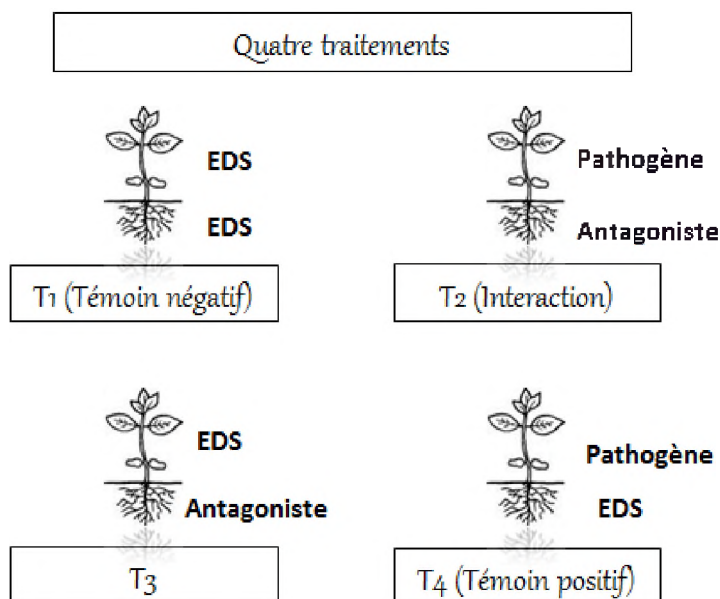 Quatre traitements
EDS
EDS
T1 (Témoin négatif)
Pathogène
Antagoniste
T2 (Interaction)
EDS
Antagoniste
T3
Pathogène
EDS
T4 (Témoin positif)